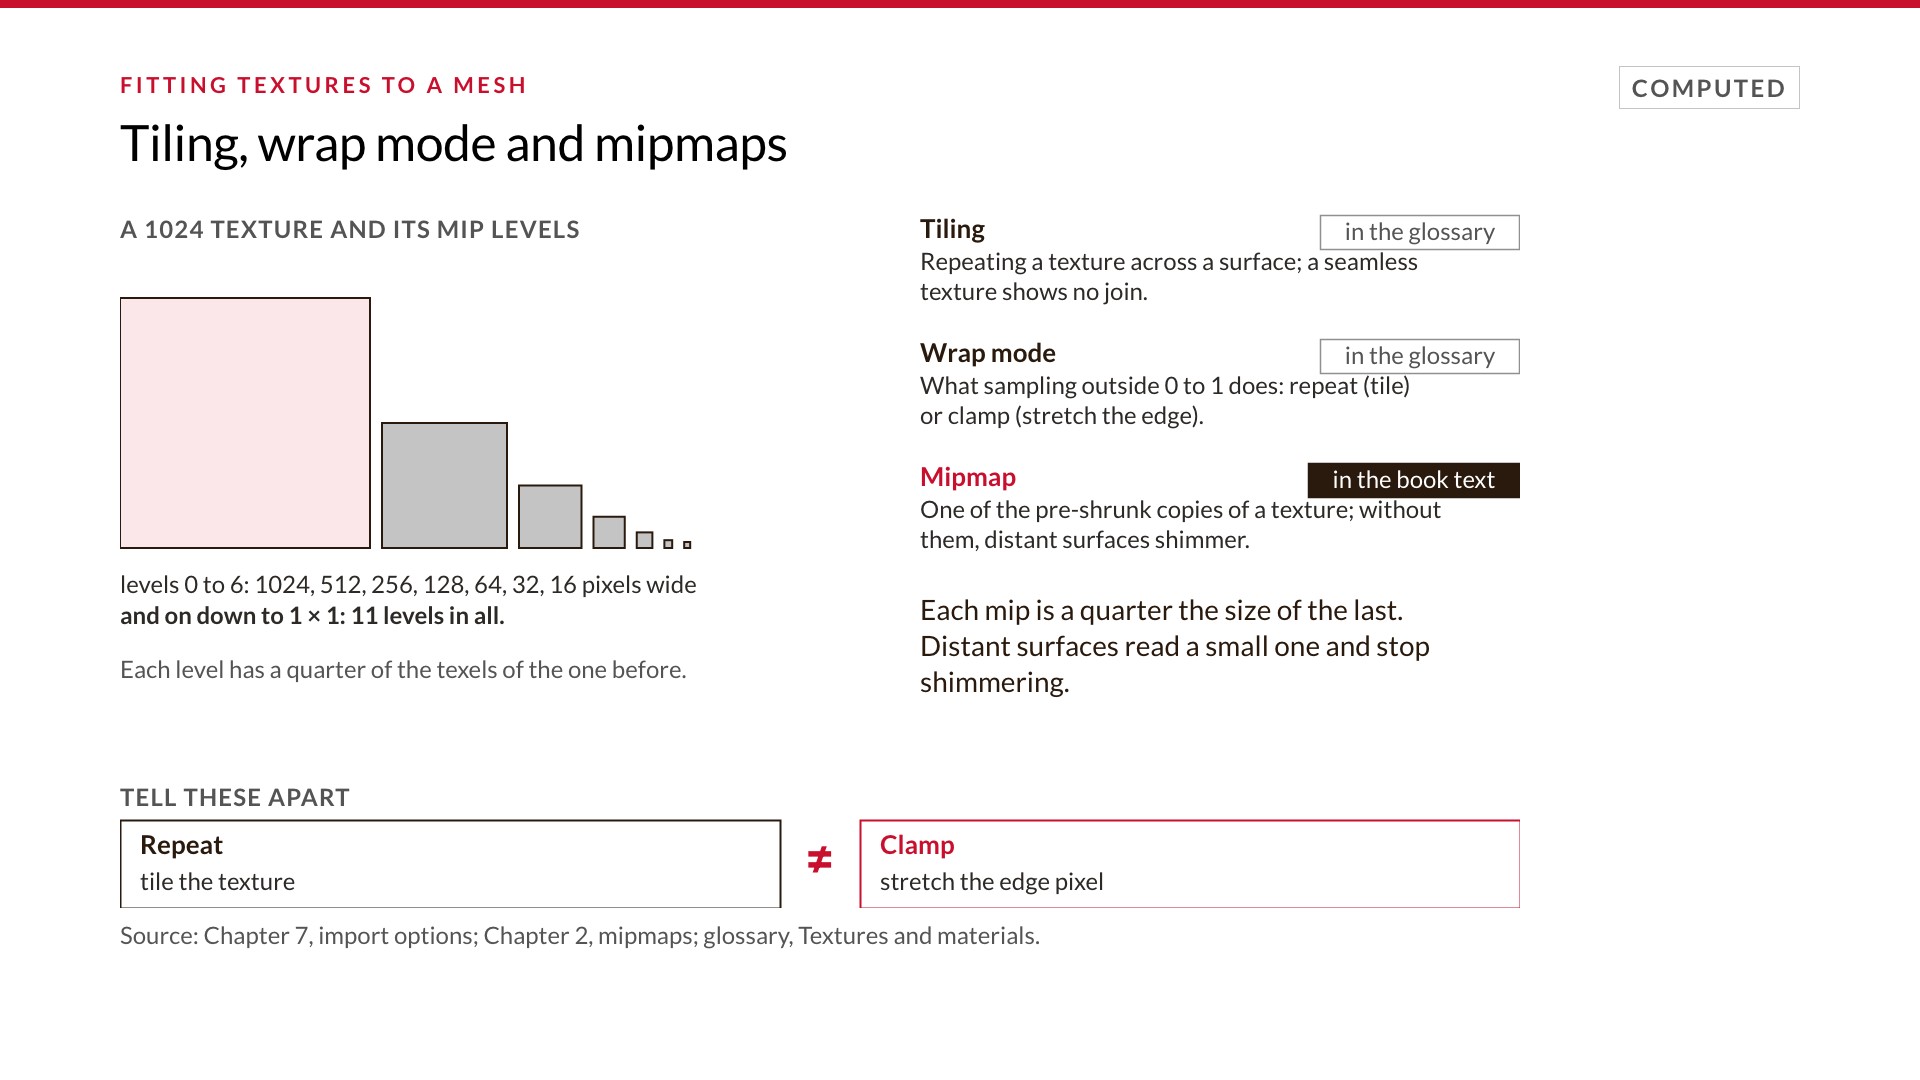 FITTING TEXTURES TO A MESH
COMPUTED
Tiling, wrap mode and mipmaps
A 1024 TEXTURE AND ITS MIP LEVELS
levels 0 to 6: 1024, 512, 256, 128, 64, 32, 16 pixels wide
and on down to 1 × 1: 11 levels in all.
Each level has a quarter of the texels of the one before.
Tiling
in the glossary
Repeating a texture across a surface; a seamless
texture shows no join.
Wrap mode
in the glossary
What sampling outside 0 to 1 does: repeat (tile)
or clamp (stretch the edge).
Mipmap
in the book text
One of the pre-shrunk copies of a texture; without
them, distant surfaces shimmer.
Each mip is a quarter the size of the last.
Distant surfaces read a small one and stop
shimmering.
TELL THESE APART
Repeat
tile the texture
≠
Clamp
stretch the edge pixel
Source: Chapter 7, import options; Chapter 2, mipmaps; glossary, Textures and materials.